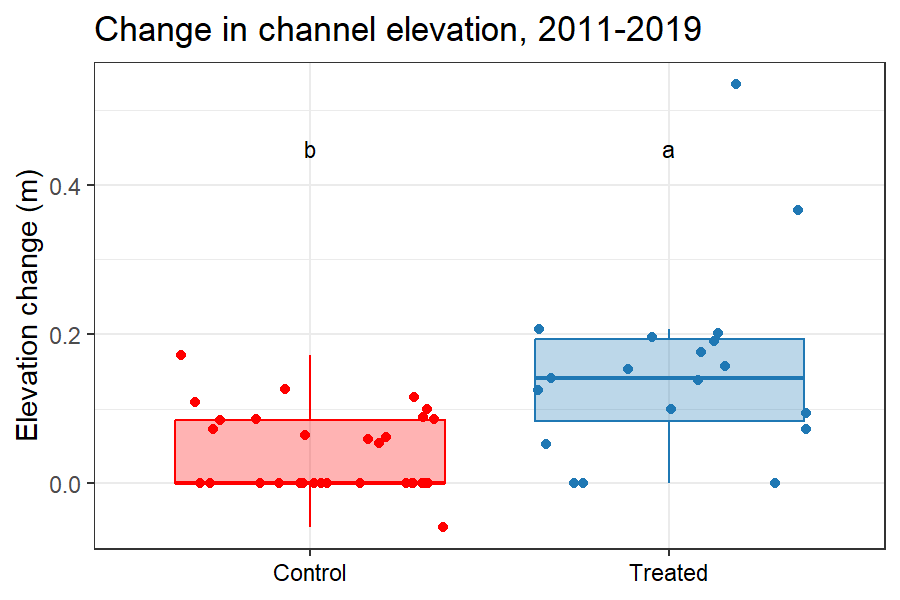 Change in channel elevation, 2011-2019
Elevation change (m)
0.4
0.2
0.0
b
a
Control
Treated